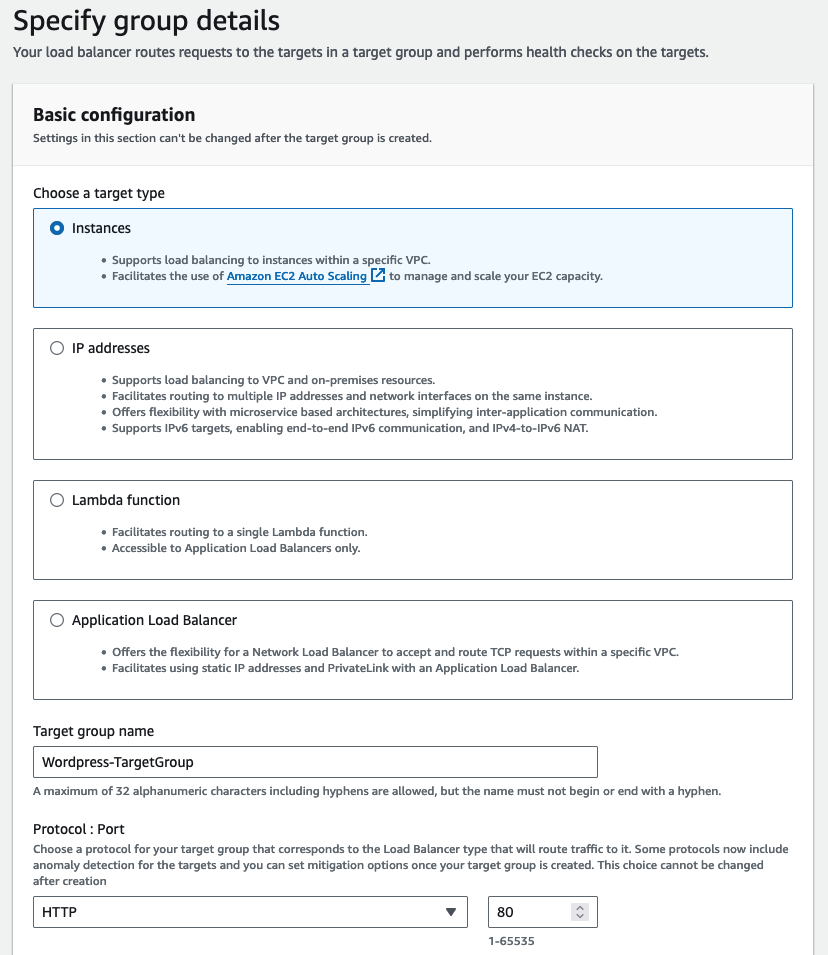 Specify group details
Your load balancer routes requests to the targets in a target group and performs health checks on the targets.
Basic configuration
Settings in this section can't be changed after the target group is created.
Choose a target type
Instances
• Supports load balancing to instances within a specific VPC.
• Facilitates the use of Amazon EC2 Auto Scaling to manage and scale your EC2 capacity.
IP addresses
• Supports load balancing to VPC and on-premises resources.
• Facilitates routing to multiple IP addresses and network interfaces on the same instance.
• Offers flexibility with microservice based architectures, simplifying inter-application communication.
• Supports IPv6 targets, enabling end-to-end IPv6 communication, and IPv4-to-IPv6 NAT.
Lambda function
• Facilitates routing to a single Lambda function.
• Accessible to Application Load Balancers only.
Application Load Balancer
• Offers the flexibility for a Network Load Balancer to accept and route TCP requests within a specific VPC.
• Facilitates using static IP addresses and PrivateLink with an Application Load Balancer.
Target group name
Wordpress-TargetGroup
A maximum of 32 alphanumeric characters including hyphens are allowed, but the name must not begin or end with a hyphen.
Protocol : Port
Choose a protocol for your target group that corresponds to the Load Balancer type that will route traffic to it. Some protocols now include
anomaly detection for the targets and you can set mitigation options once your target group is created. This choice cannot be changed
after creation
HTTP
80
1-65535